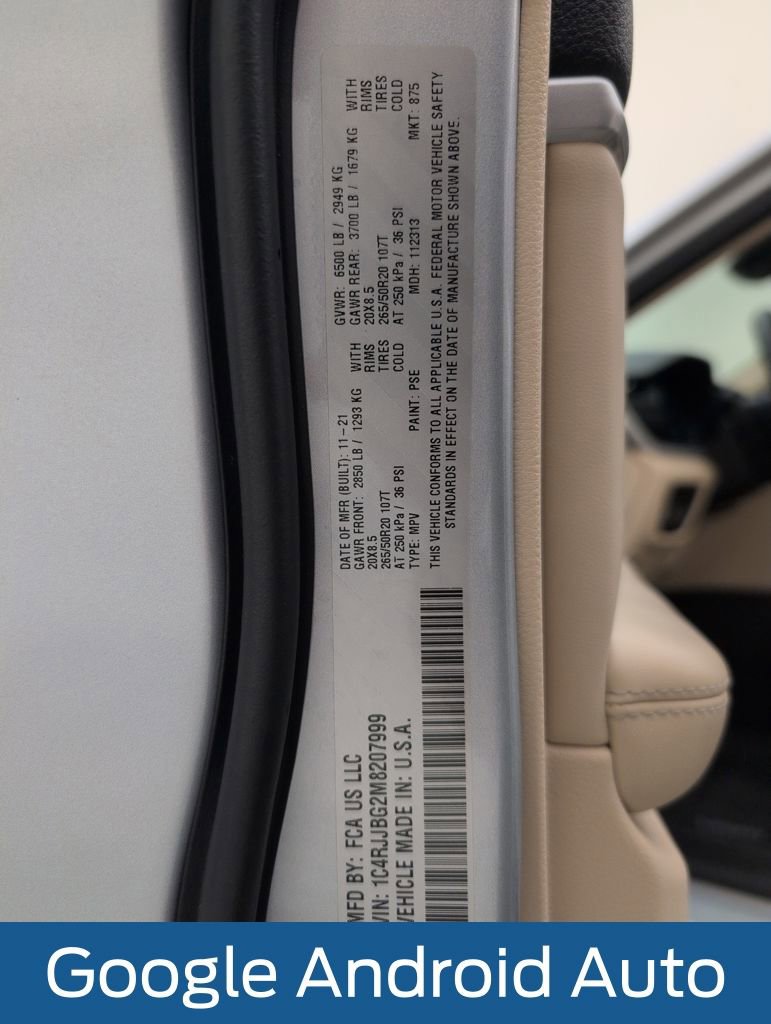 MFD BY: FCA US LLC
VIN: 1C4RJJBG2M8207999
VEHICLE MADE IN: U.S.A.
DATE OF MFR (BUILT): 11-21 GVWR: 6500 LB / 2949 KG
GAWR FRONT: 2850 LB / 1293 KG WITH GAWR REAR: 3700 LB / 1679 KG WITH
20X8.5 RIMS 20X8.5 RIMS
265/50R20 107T TIRES 265/50R20 107T TIRES
AT 250 kPa / 36 PSI COLD AT 250 kPa / 36 PSI COLD
TYPE: MPV PAINT: PSE MDH: 112313 MKT: 875
THIS VEHICLE CONFORMS TO ALL APPLICABLE U.S.A. FEDERAL MOTOR VEHICLE SAFETY
STANDARDS IN EFFECT ON THE DATE OF MANUFACTURE SHOWN ABOVE.
Google Android Auto